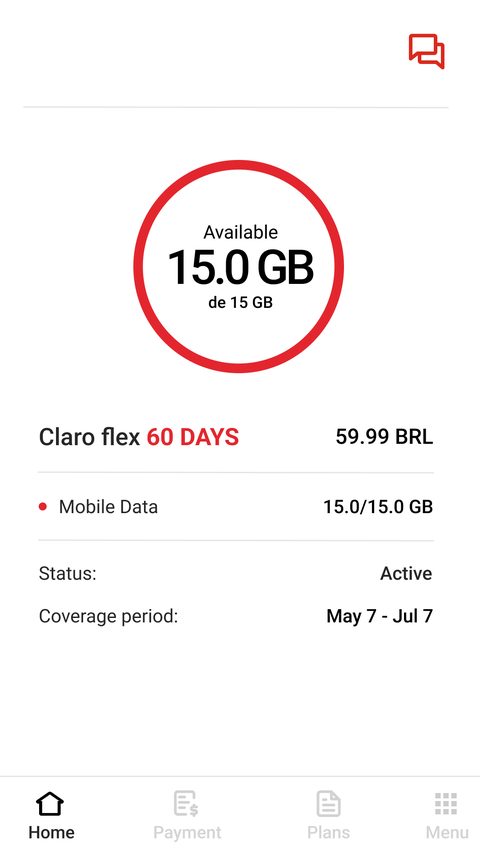 Available
15.0 GB
de 15 GB
Claro flex 60 DAYS 59.99 BRL
Mobile Data 15.0/15.0 GB
Status: Active
Coverage period: May 7 - Jul 7
Home Payment Plans Menu